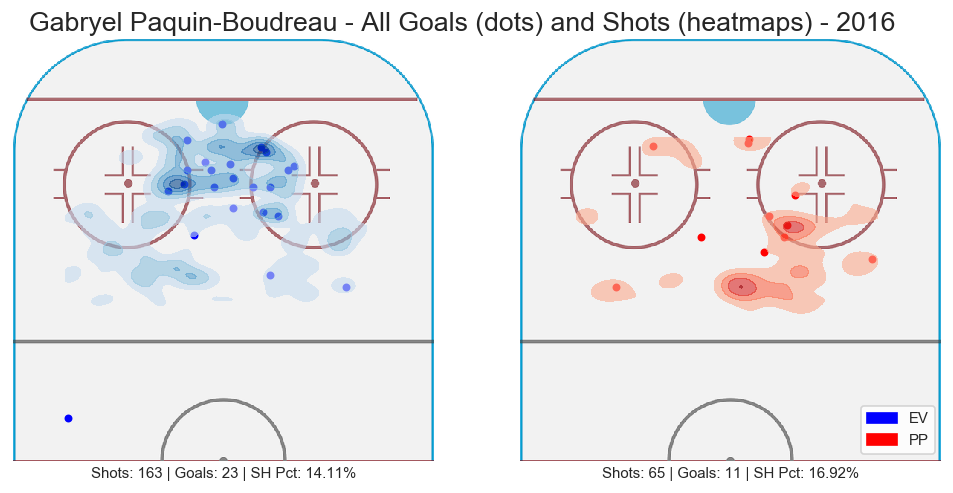 Gabryel Paquin-Boudreau - All Goals (dots) and Shots (heatmaps) - 2016
EV
PP
Shots: 163 | Goals: 23 | SH Pct: 14.11%
Shots: 65 | Goals: 11 | SH Pct: 16.92%